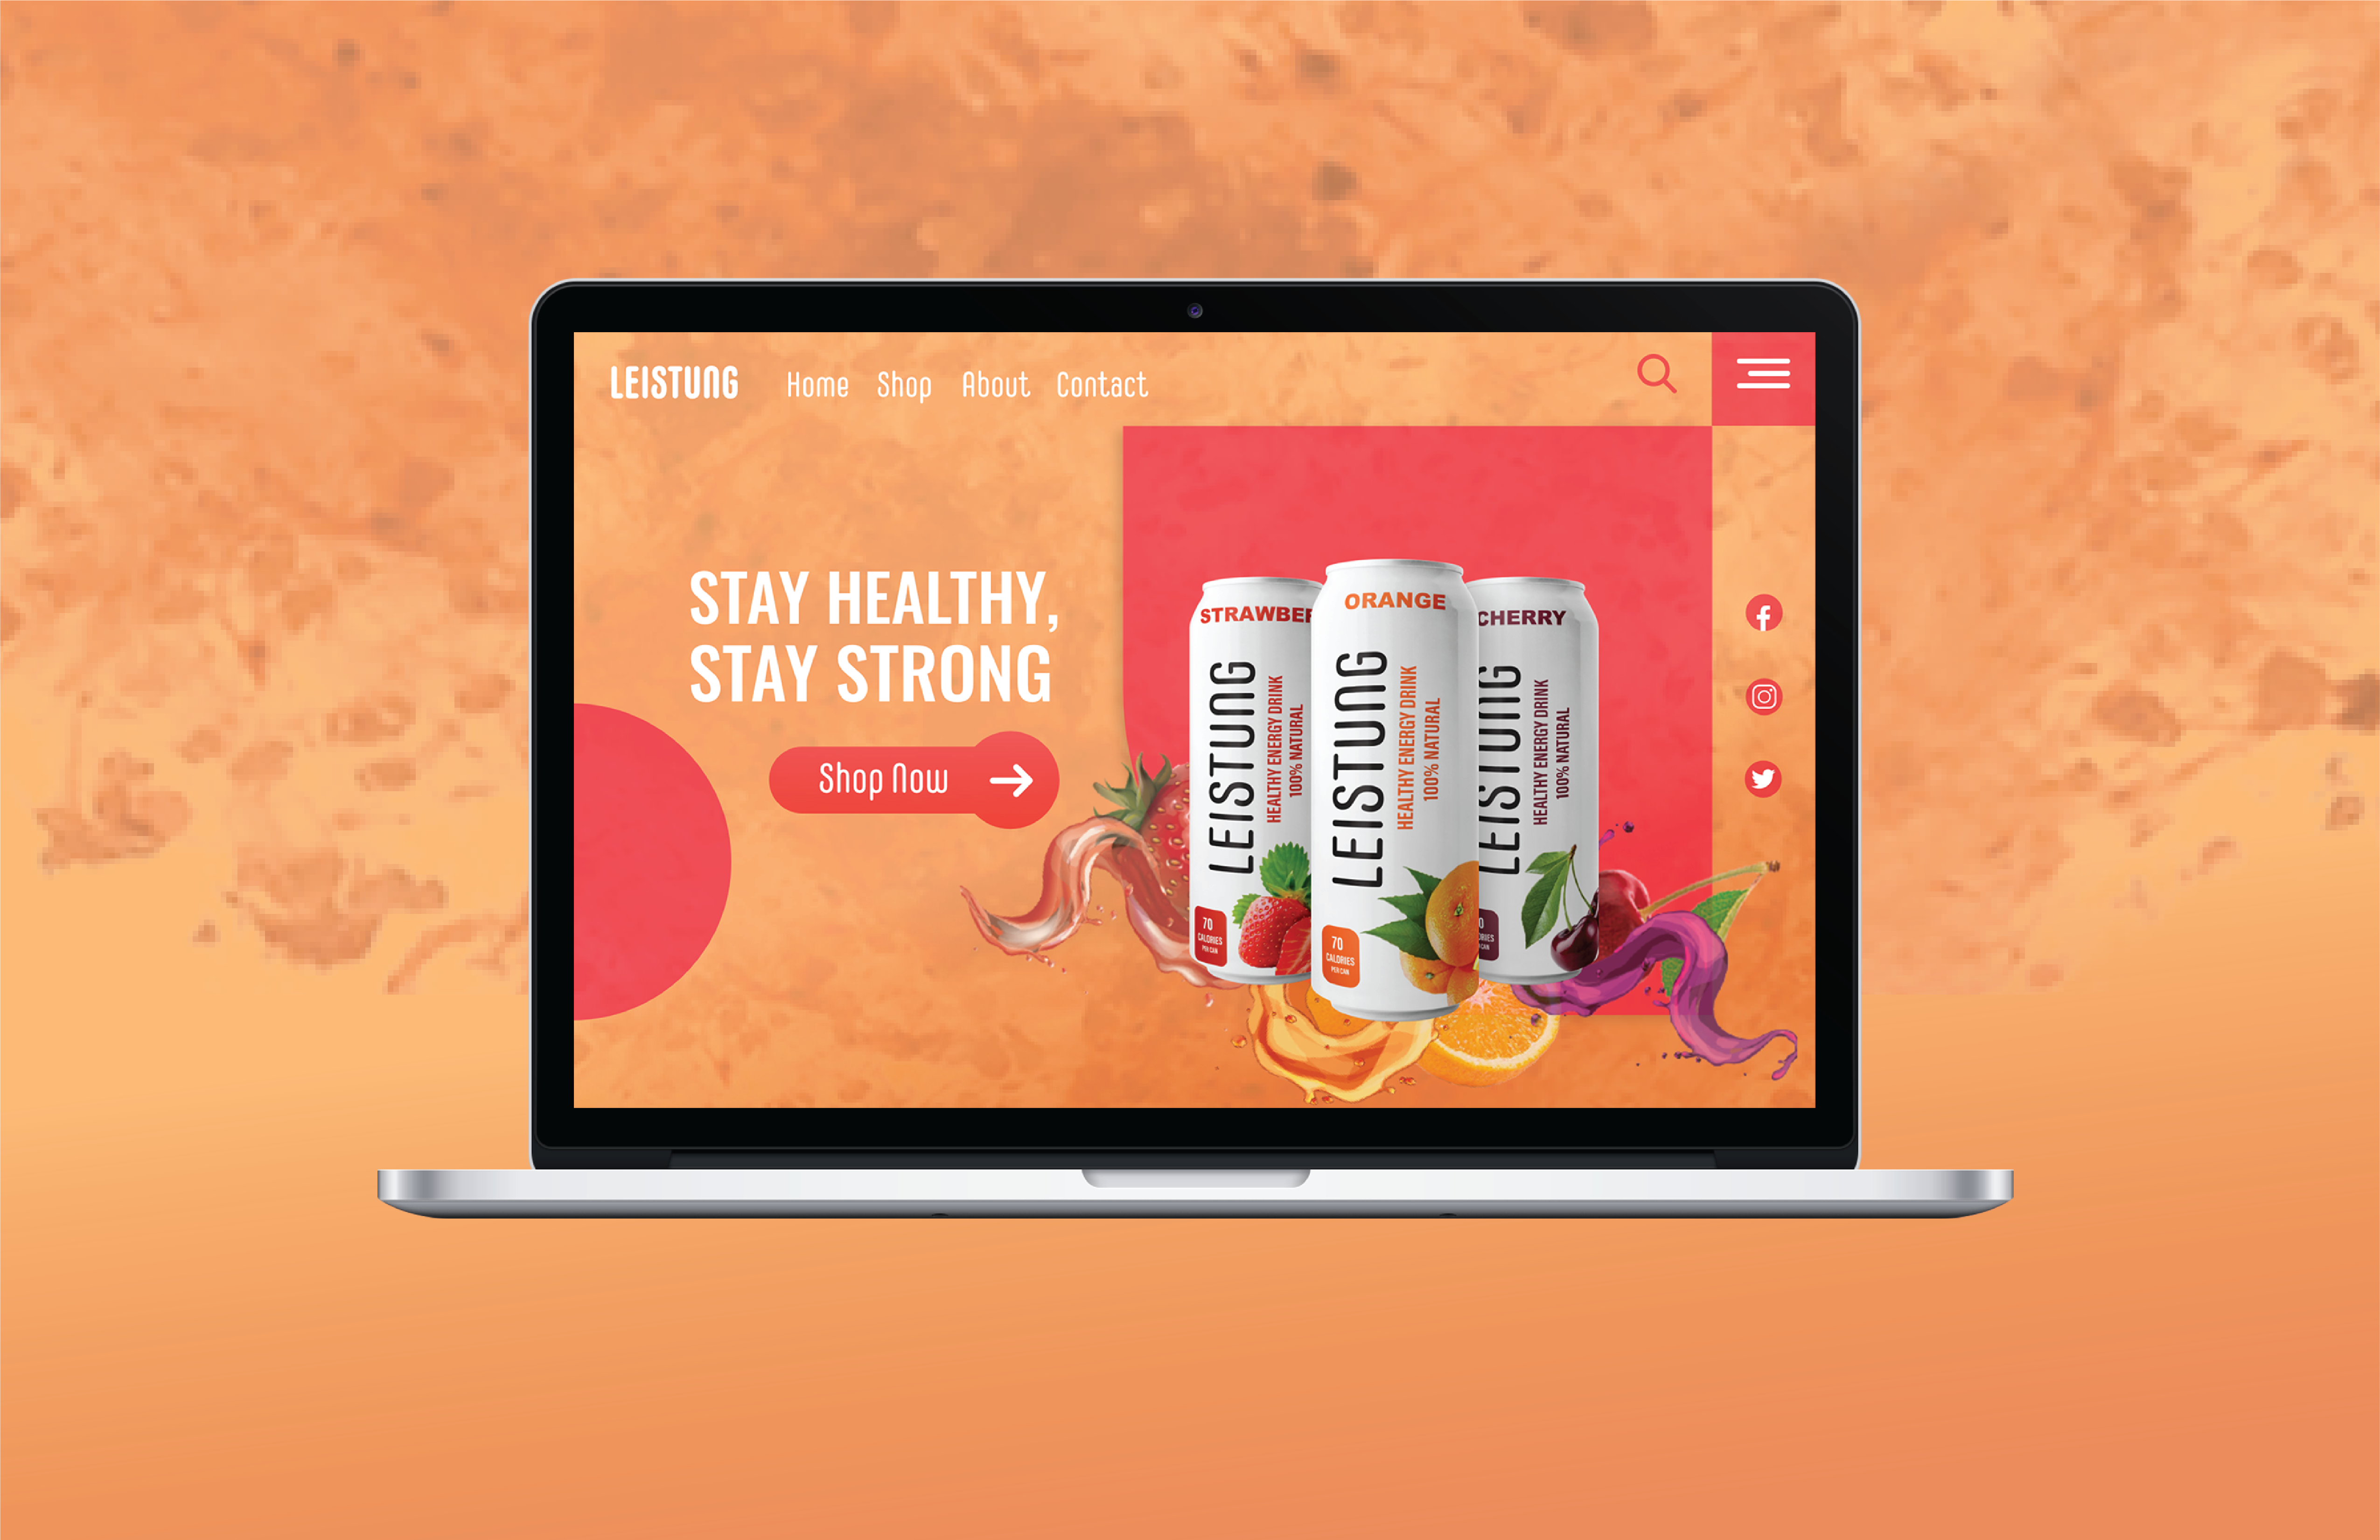 LEISTUNG
Home Shop About Contact
STAY HEALTHY,
STAY STRONG
Shop Now
STRAWBER
LEISTUNG
HEALTHY ENERGY DRINK
100% NATURAL
70
CALORIES
PER CAN
ORANGE
LEISTUNG
HEALTHY ENERGY DRINK
100% NATURAL
70
CALORIES
PER CAN
CHERRY
LEISTUNG
HEALTHY ENERGY DRINK
100% NATURAL